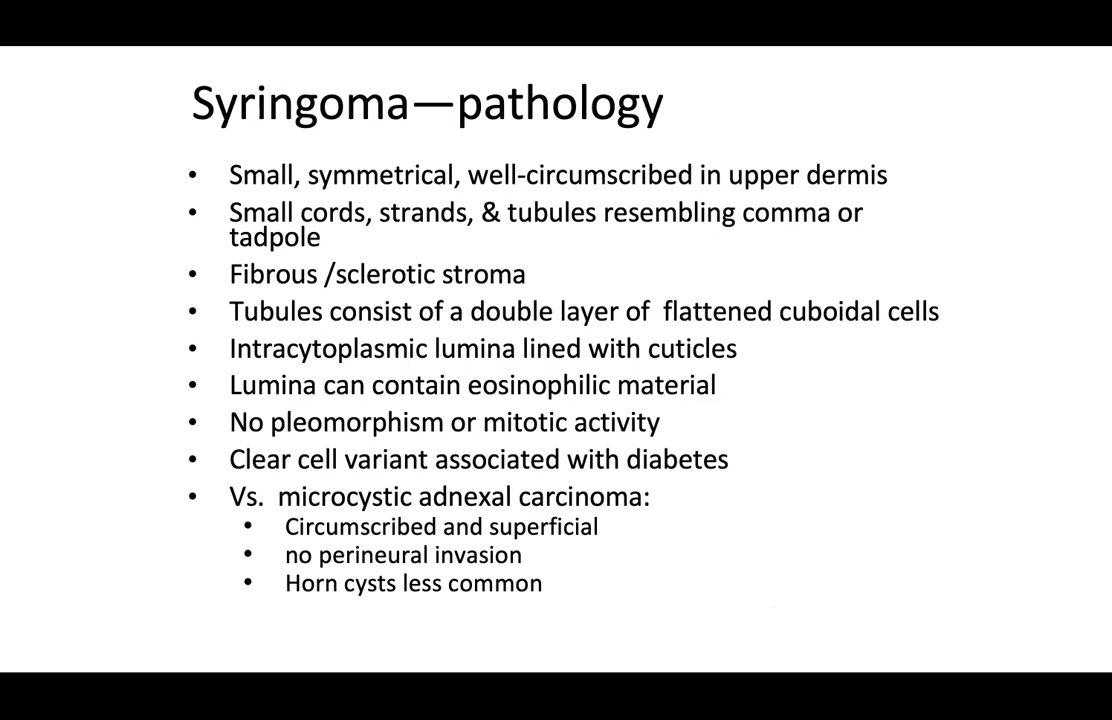 Syringoma—pathology
• Small, symmetrical, well-circumscribed in upper dermis
• Small cords, strands, & tubules resembling comma or
tadpole
• Fibrous /sclerotic stroma
• Tubules consist of a double layer of  flattened cuboidal cells
• Intracytoplasmic lumina lined with cuticles
• Lumina can contain eosinophilic material
• No pleomorphism or mitotic activity
• Clear cell variant associated with diabetes
• Vs.  microcystic adnexal carcinoma:
• Circumscribed and superficial
• no perineural invasion
• Horn cysts less common